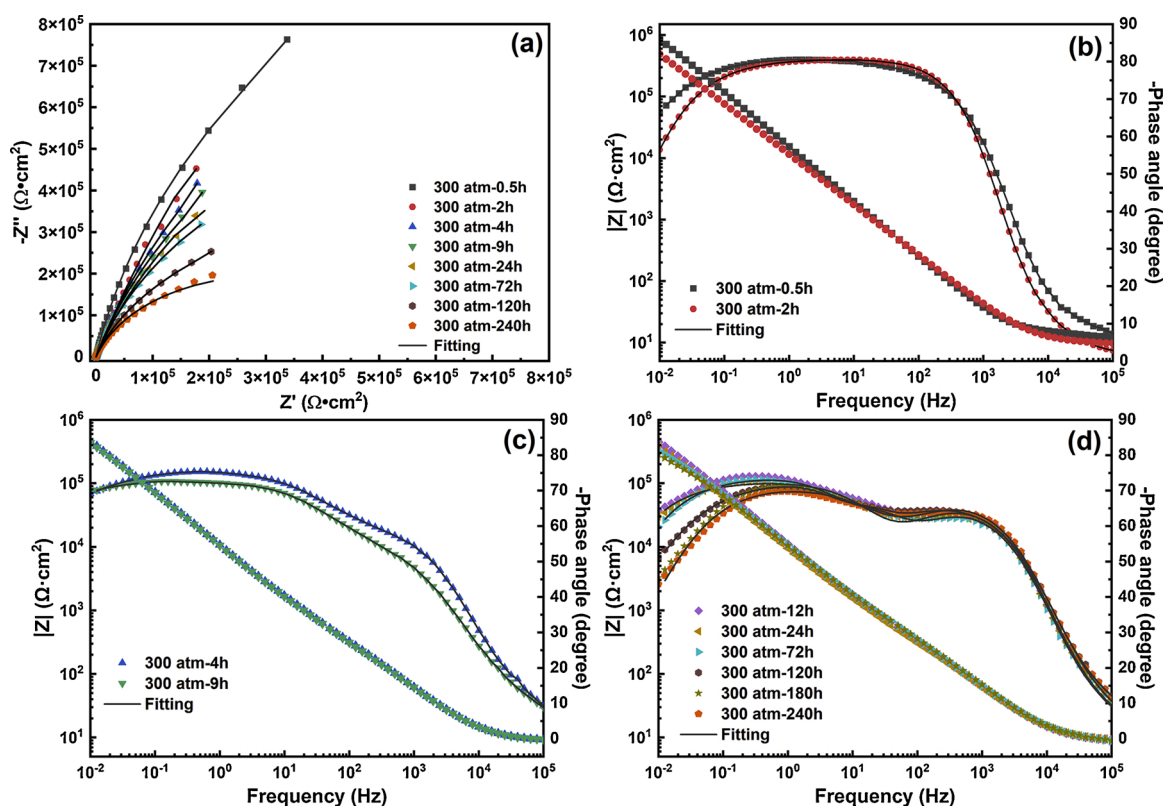 (a)
8×10⁵
7×10⁵
6×10⁵
5×10⁵
4×10⁵
3×10⁵
2×10⁵
1×10⁵
0
-Z'' (Ω•cm²)
300 atm-0.5h
300 atm-2h
300 atm-4h
300 atm-9h
300 atm-24h
300 atm-72h
300 atm-120h
300 atm-240h
Fitting
0 1×10⁵ 2×10⁵ 3×10⁵ 4×10⁵ 5×10⁵ 6×10⁵ 7×10⁵ 8×10⁵
Z' (Ω•cm²)
(b)
10⁶
10⁵
10⁴
10³
10²
10¹
|Z| (Ω·cm²)
90
80
70
60
50
40
30
20
10
0
-Phase angle (degree)
300 atm-0.5h
300 atm-2h
Fitting
10⁻² 10⁻¹ 10⁰ 10¹ 10² 10³ 10⁴ 10⁵
Frequency (Hz)
(c)
10⁶
10⁵
10⁴
10³
10²
10¹
|Z| (Ω·cm²)
90
80
70
60
50
40
30
20
10
0
-Phase angle (degree)
300 atm-4h
300 atm-9h
Fitting
10⁻² 10⁻¹ 10⁰ 10¹ 10² 10³ 10⁴ 10⁵
Frequency (Hz)
(d)
10⁶
10⁵
10⁴
10³
10²
10¹
|Z| (Ω·cm²)
90
80
70
60
50
40
30
20
10
0
-Phase angle (degree)
300 atm-12h
300 atm-24h
300 atm-72h
300 atm-120h
300 atm-180h
300 atm-240h
Fitting
10⁻² 10⁻¹ 10⁰ 10¹ 10² 10³ 10⁴ 10⁵
Frequency (Hz)